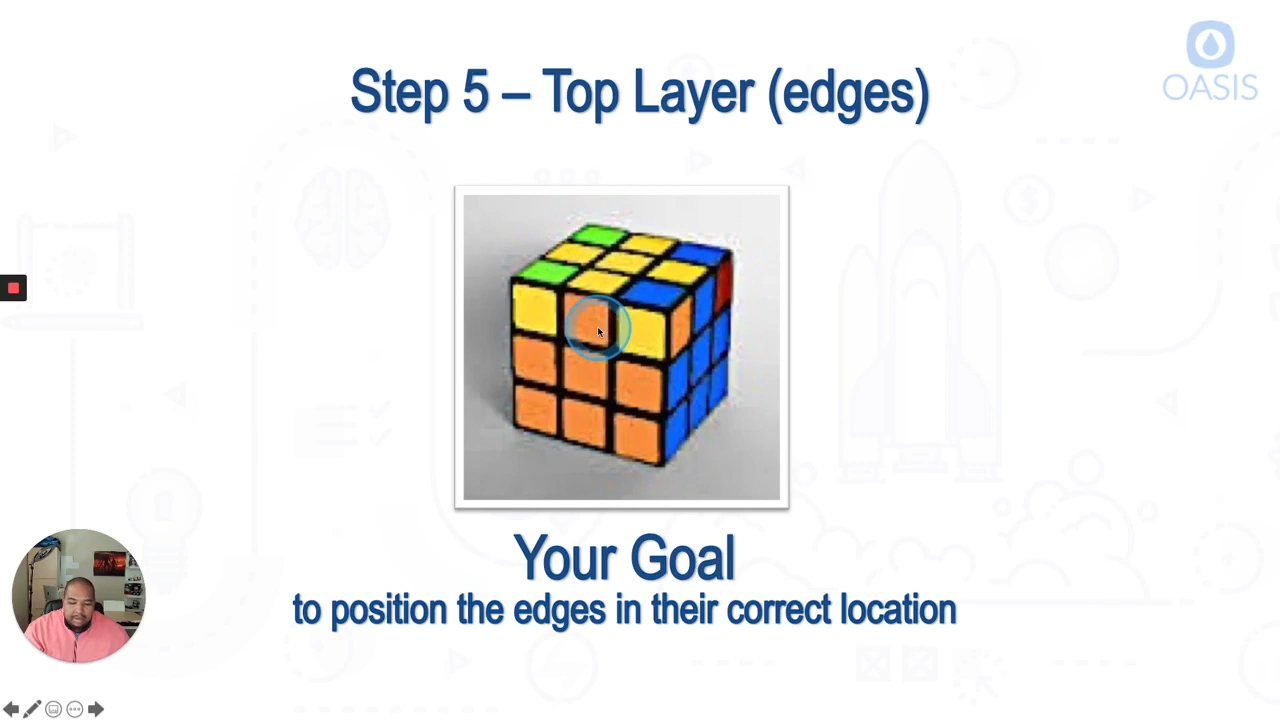 OASIS
Step 5 – Top Layer (edges)
Your Goal
to position the edges in their correct location